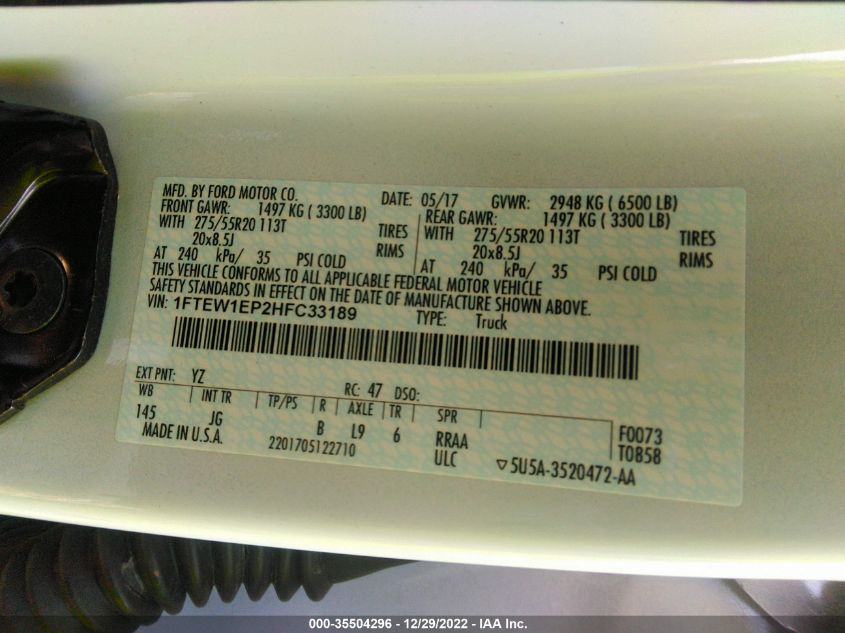 MFD. BY FORD MOTOR CO. DATE: 05/17 GVWR: 2948 KG ( 6500 LB)
FRONT GAWR: 1497 KG ( 3300 LB) REAR GAWR: 1497 KG ( 3300 LB)
WITH 275/55R20 113T TIRES WITH 275/55R20 113T TIRES
20x8.5J RIMS 20x8.5J RIMS
AT 240 kPa/ 35 PSI COLD AT 240 kPa/ 35 PSI COLD
THIS VEHICLE CONFORMS TO ALL APPLICABLE FEDERAL MOTOR VEHICLE
SAFETY STANDARDS IN EFFECT ON THE DATE OF MANUFACTURE SHOWN ABOVE.
VIN: 1FTEW1EP2HFC33189 TYPE: Truck
EXT PNT: YZ RC: 47 DSO:
WB INT TR TP/PS R AXLE TR SPR
145 JG B L9 6 RRAA F0073
MADE IN U.S.A. 2201705122710 ULC T0858
▽5U5A-3520472-AA
000-35504296 - 12/29/2022 - IAA Inc.